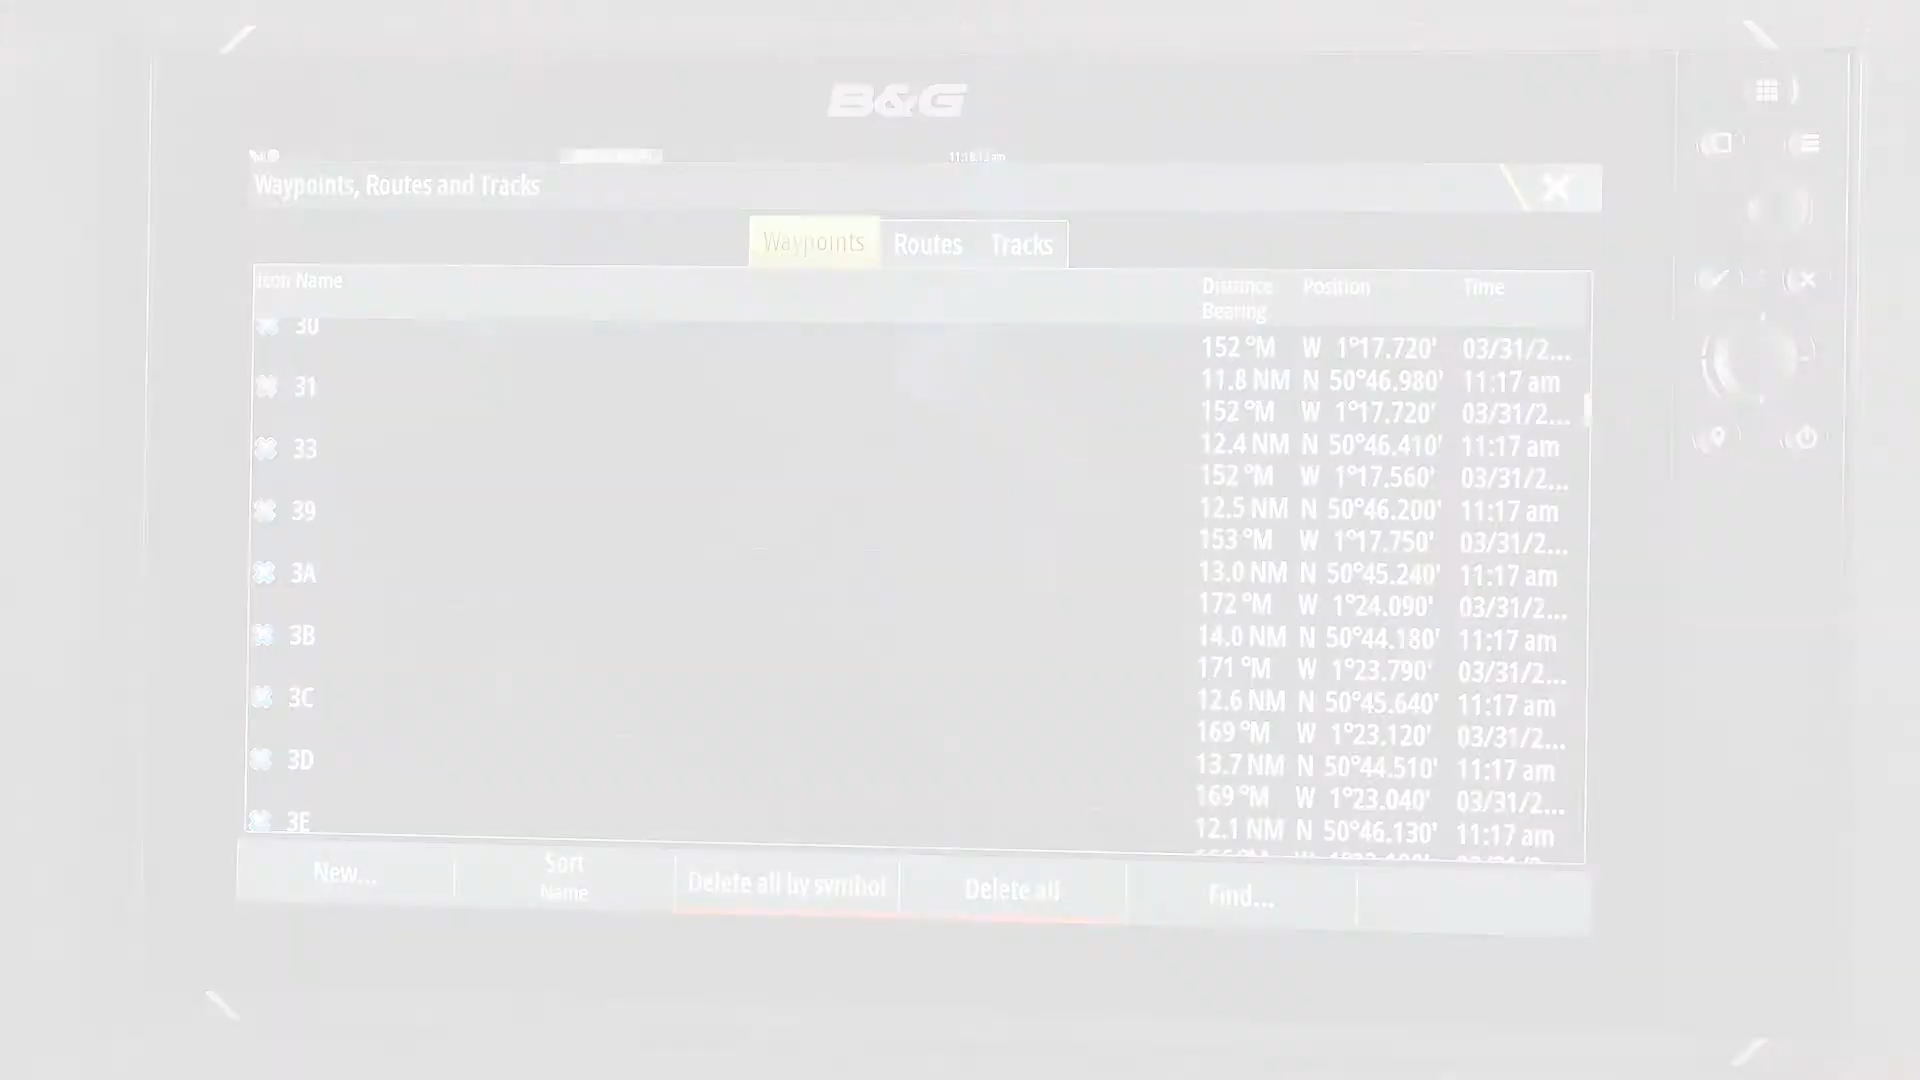 B&G
Waypoints, Routes and Tracks
Waypoints Routes Tracks
Icon Name Distance Position Time
Bearing
30
152 °M W 1°17.720' 03/31/2...
31 11.8 NM N 50°46.980' 11:17 am
152 °M W 1°17.720' 03/31/2...
33 12.4 NM N 50°46.410' 11:17 am
152 °M W 1°17.560' 03/31/2...
39 12.5 NM N 50°46.200' 11:17 am
153 °M W 1°17.750' 03/31/2...
3A 13.0 NM N 50°45.240' 11:17 am
172 °M W 1°24.090' 03/31/2...
3B 14.0 NM N 50°44.180' 11:17 am
171 °M W 1°23.790' 03/31/2...
3C 12.6 NM N 50°45.640' 11:17 am
169 °M W 1°23.120' 03/31/2...
3D 13.7 NM N 50°44.510' 11:17 am
169 °M W 1°23.040' 03/31/2...
3E 12.1 NM N 50°46.130' 11:17 am
New... Sort Delete all by symbol Delete all Find...
Name